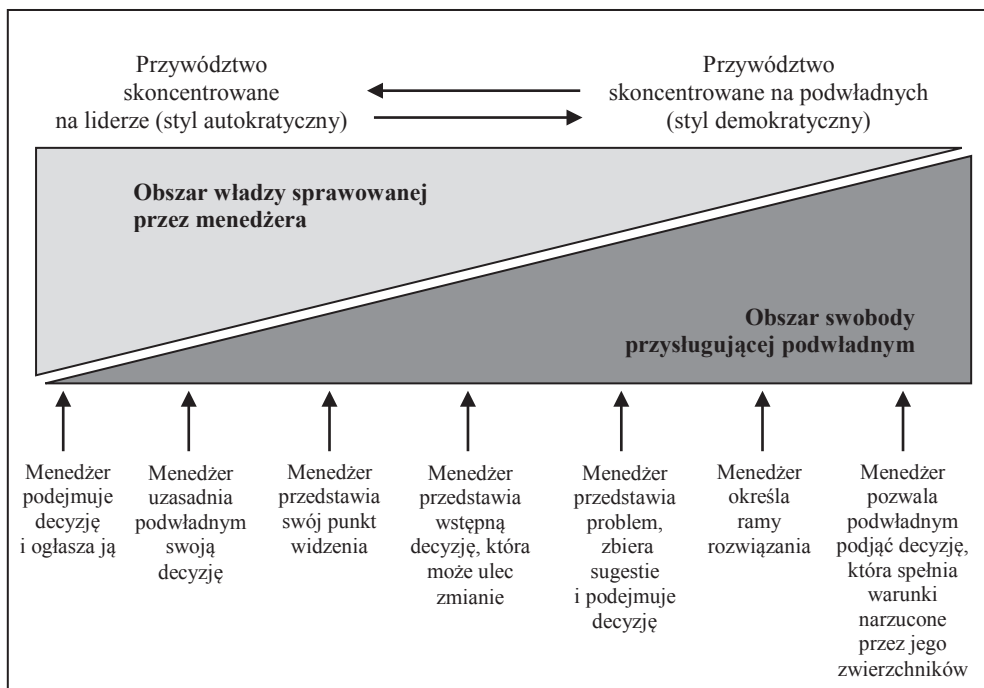 Przywództwo
skoncentrowane
na liderze (styl autokratyczny)
Przywództwo
skoncentrowane na podwładnych
(styl demokratyczny)
Obszar władzy sprawowanej
przez menedżera
Obszar swobody
przysługującej podwładnym
Menedżer
podejmuje
decyzję
i ogłasza ją
Menedżer
uzasadnia
podwładnym
swoją
decyzję
Menedżer
przedstawia
swój punkt
widzenia
Menedżer
przedstawia
wstępną
decyzję, która
może ulec
zmianie
Menedżer
przedstawia
problem,
zbiera
sugestie
i podejmuje
decyzję
Menedżer
określa
ramy
rozwiązania
Menedżer
pozwala
podwładnym
podjąć decyzję,
która spełnia
warunki
narzucone
przez jego
zwierzchników